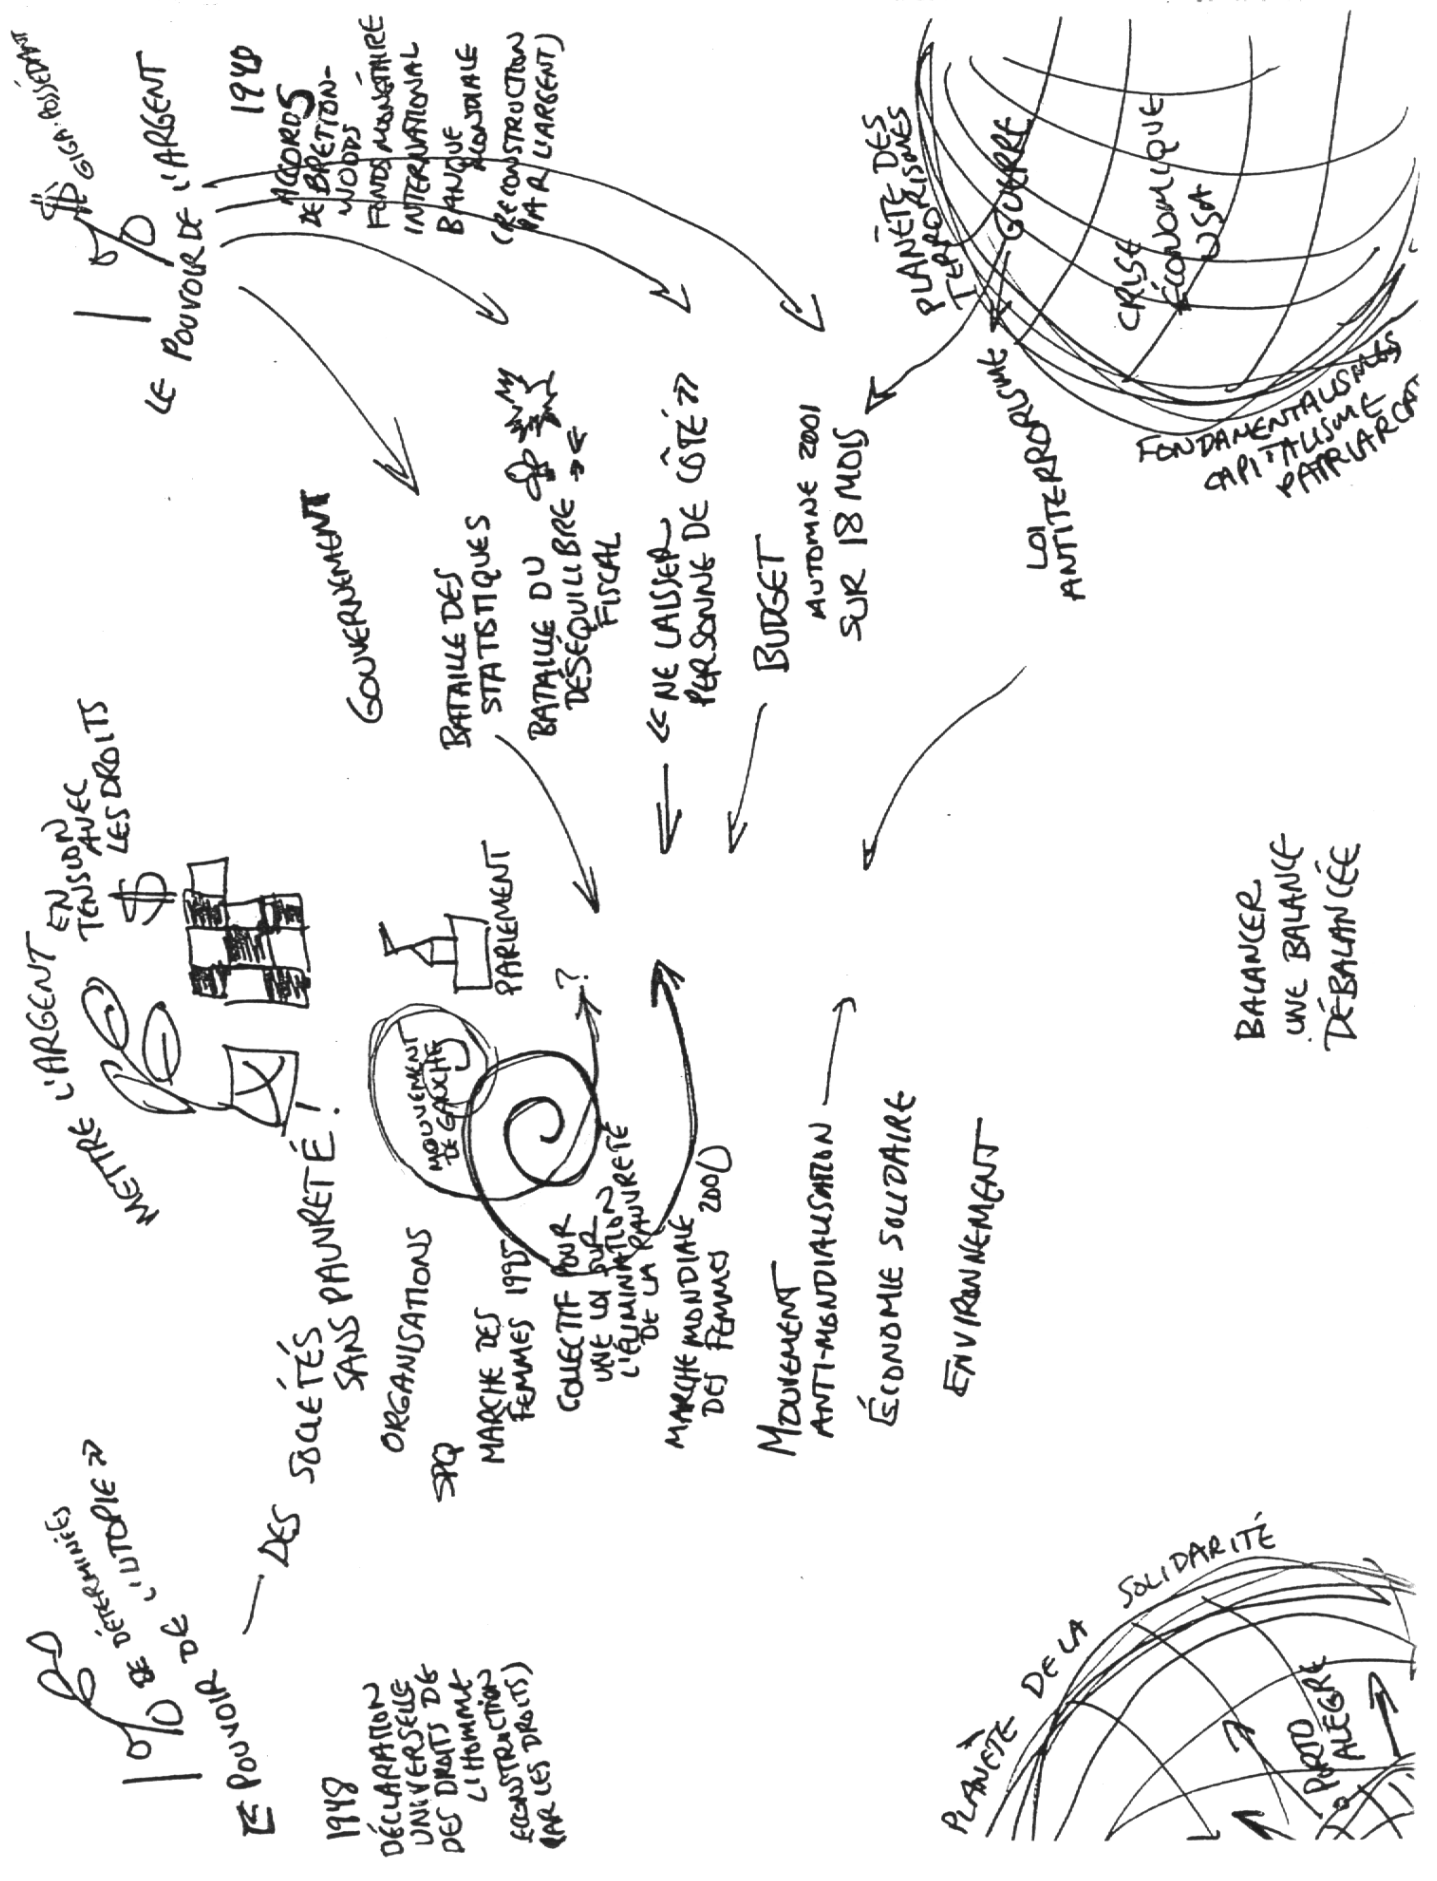 1%
DE DÉTERMINÉ(ES
LE POUVOIR DE L'UTOPIE »
— DES SOCIÉTÉS
SANS PAUVRETÉ !
1948
DÉCLARATION
UNIVERSELLE
DES DROITS DE
L'HOMME
(RECONSTRUCTION
PAR LES DROITS)
METTRE L'ARGENT EN
TENSION AVEC
LES DROITS
$
ORGANISATIONS
SPQ
MARCHE DES
FEMMES 1995
COLLECTIF POUR
UNE LOI SUR
L'ÉLIMINATION
DE LA PAUVRETÉ
MARCHE MONDIALE
DES FEMMES 2000
MOUVEMENT
ANTI-MONDIALISATION
ÉCONOMIE SOLIDAIRE
ENVIRONNEMENT
MOUVEMENT
DE GAUCHE
PARLEMENT
?
1%
$
GIGA-POSSÉDANT
LE POUVOIR DE L'ARGENT
ACCORDS
DE BRETTON-
WOODS
FONDS MONÉTAIRE
INTERNATIONAL
BANQUE
MONDIALE
(RECONSTRUCTION
PAR L'ARGENT)
GOUVERNEMENT
BATAILLE DES
STATISTIQUES
BATAILLE DU
DÉSÉQUILIBRE
FISCAL
« NE LAISSER
PERSONNE DE CÔTÉ »
BUDGET
AUTOMNE 2001
SUR 18 MOIS
LOI
ANTITERRORISME
PLANÈTE DES
TERRORISMES
GUERRE
CRISE
ÉCONOMIQUE
USA
FONDAMENTALISMES
CAPITALISME
BALANCER
UNE BALANCE
DÉBALANCÉE
PLANÈTE DE LA SOLIDARITÉ
PORTO
ALEGRE